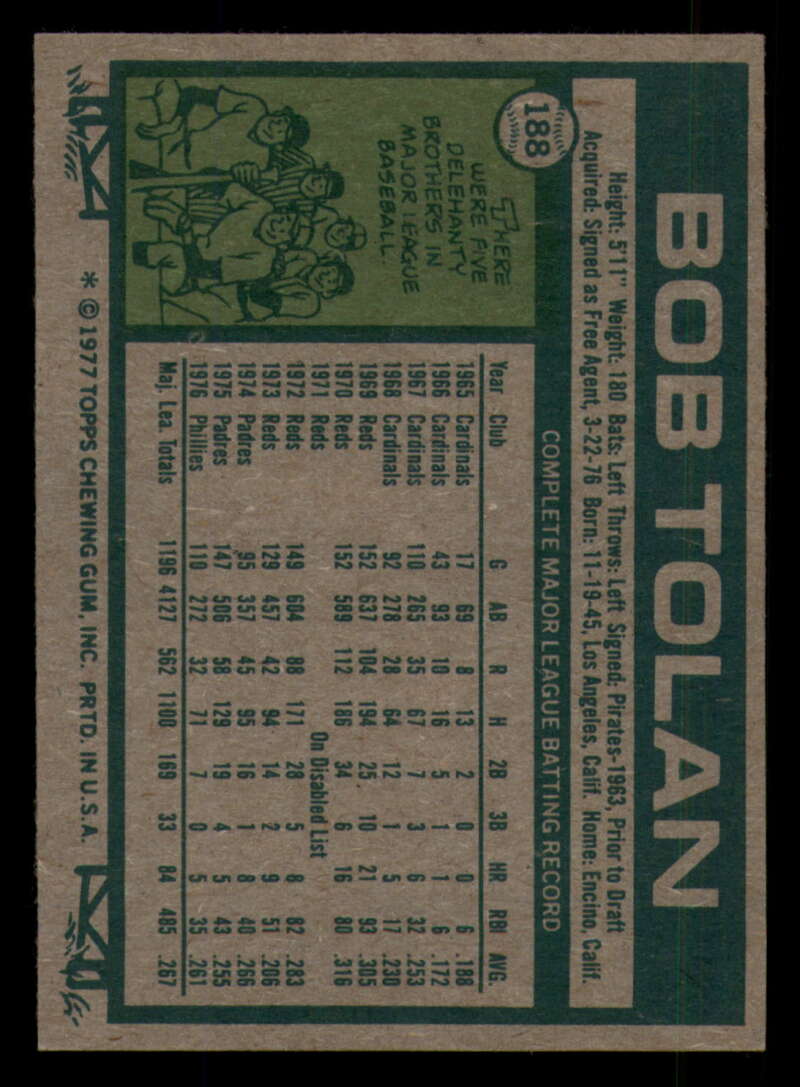 BOB TOLAN
188
Height: 5'11" Weight: 180 Bats: Left Throws: Left Signed: Pirates-1963, Prior to Draft
Acquired: Signed as Free Agent, 3-22-76 Born: 11-19-45, Los Angeles, Calif. Home: Encino, Calif.
THERE
WERE FIVE
DELEHANTY
BROTHERS IN
MAJOR LEAGUE
BASEBALL.
COMPLETE MAJOR LEAGUE BATTING RECORD
Year Club G AB R H 2B 3B HR RBI AVG.
1965 Cardinals 17 69 8 13 2 0 0 6 .188
1966 Cardinals 43 93 10 16 5 1 1 6 .172
1967 Cardinals 110 265 35 67 7 3 6 32 .253
1968 Cardinals 92 278 28 64 12 1 5 17 .230
1969 Reds 152 637 104 194 25 10 21 93 .305
1970 Reds 152 589 112 186 34 6 16 80 .316
1971 Reds On Disabled List
1972 Reds 149 604 88 171 28 5 8 82 .283
1973 Reds 129 457 42 94 14 2 9 51 .206
1974 Padres 95 357 45 95 16 1 8 40 .266
1975 Padres 147 506 58 129 19 4 5 43 .255
1976 Phillies 110 272 32 71 7 0 5 35 .261
Maj. Lea. Totals 1196 4127 562 1100 169 33 84 485 .267
* © 1977 TOPPS CHEWING GUM, INC. PRTD. IN U.S.A.